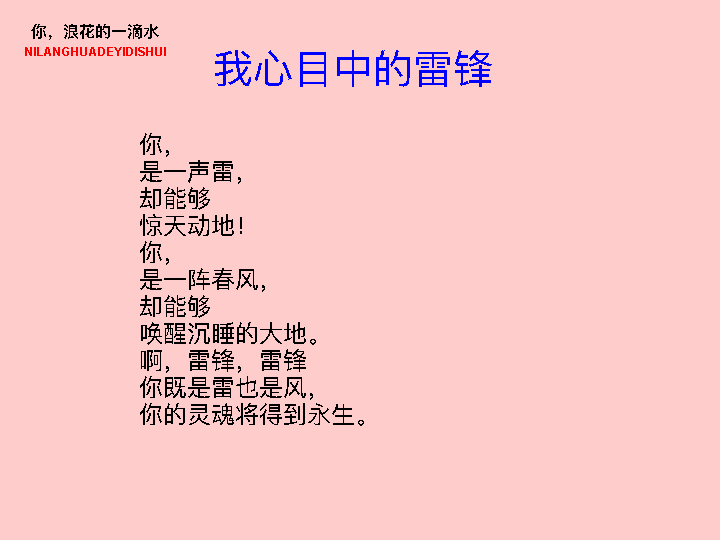 你，浪花的一滴水
NILANGHUADEYIDISHUI
我心目中的雷锋
你，
是一声雷，
却能够
惊天动地！
你，
是一阵春风，
却能够
唤醒沉睡的大地。
啊，雷锋，雷锋
你既是雷也是风，
你的灵魂将得到永生。